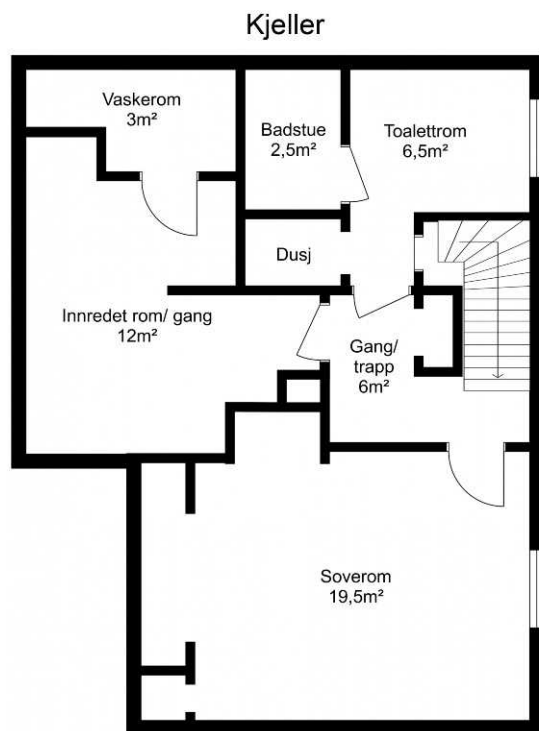 Kjeller
Vaskerom
3m²
Badstue
2,5m²
Toalettrom
6,5m²
Dusj
Innredet rom/ gang
12m²
Gang/
trapp
6m²
Soverom
19,5m²